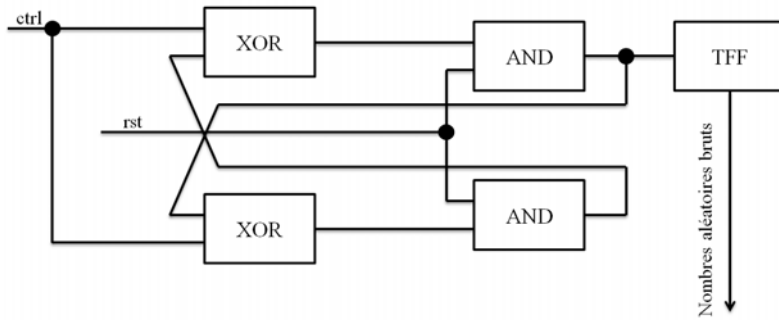 ctrl
XOR
AND
TFF
rst
XOR
AND
Nombres aléatoires bruts